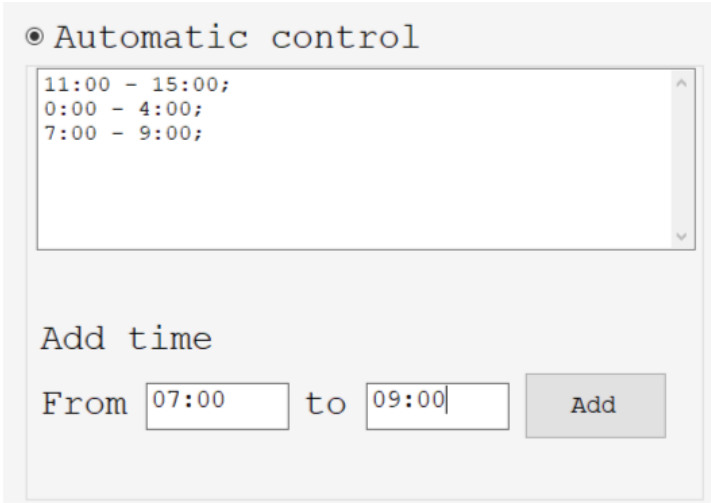 Automatic control
11:00 - 15:00;
0:00 - 4:00;
7:00 - 9:00;
Add time
From 07:00 to 09:00 Add